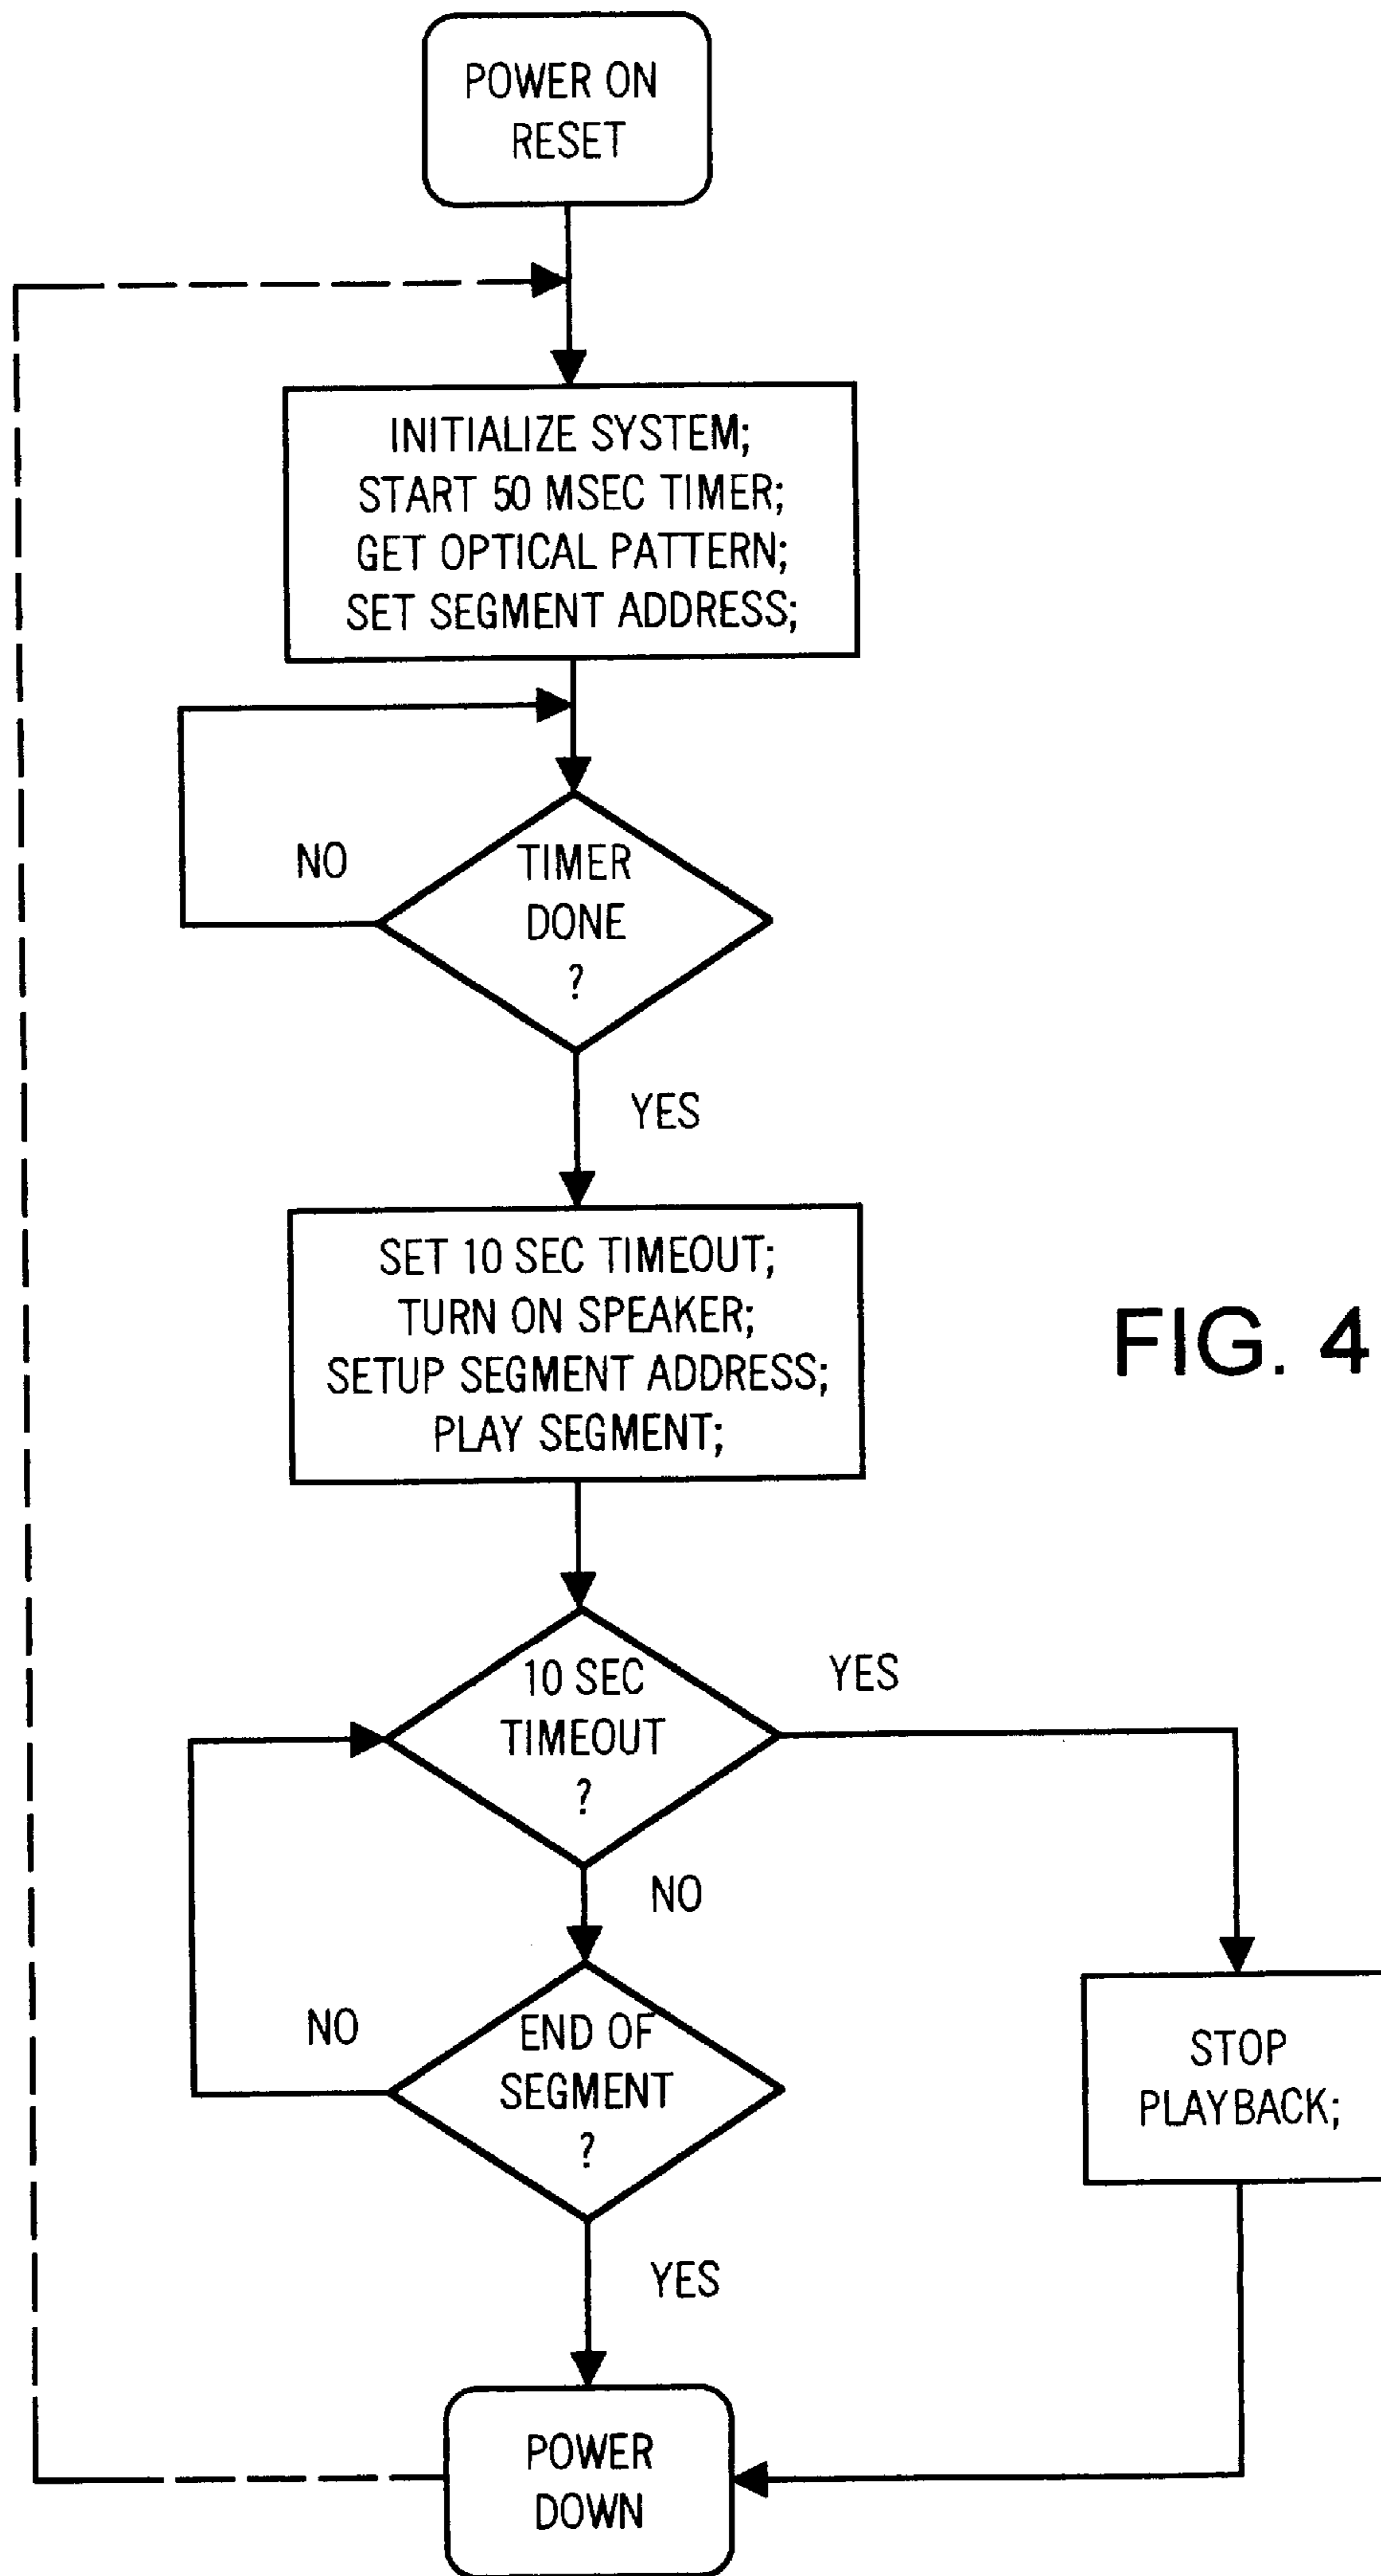 POWER ON
RESET
INITIALIZE SYSTEM;
START 50 MSEC TIMER;
GET OPTICAL PATTERN;
SET SEGMENT ADDRESS;
NO
TIMER
DONE
?
YES
SET 10 SEC TIMEOUT;
TURN ON SPEAKER;
SETUP SEGMENT ADDRESS;
PLAY SEGMENT;
FIG. 4
10 SEC
TIMEOUT
?
YES
NO
NO
END OF
SEGMENT
?
STOP
PLAYBACK;
YES
POWER
DOWN